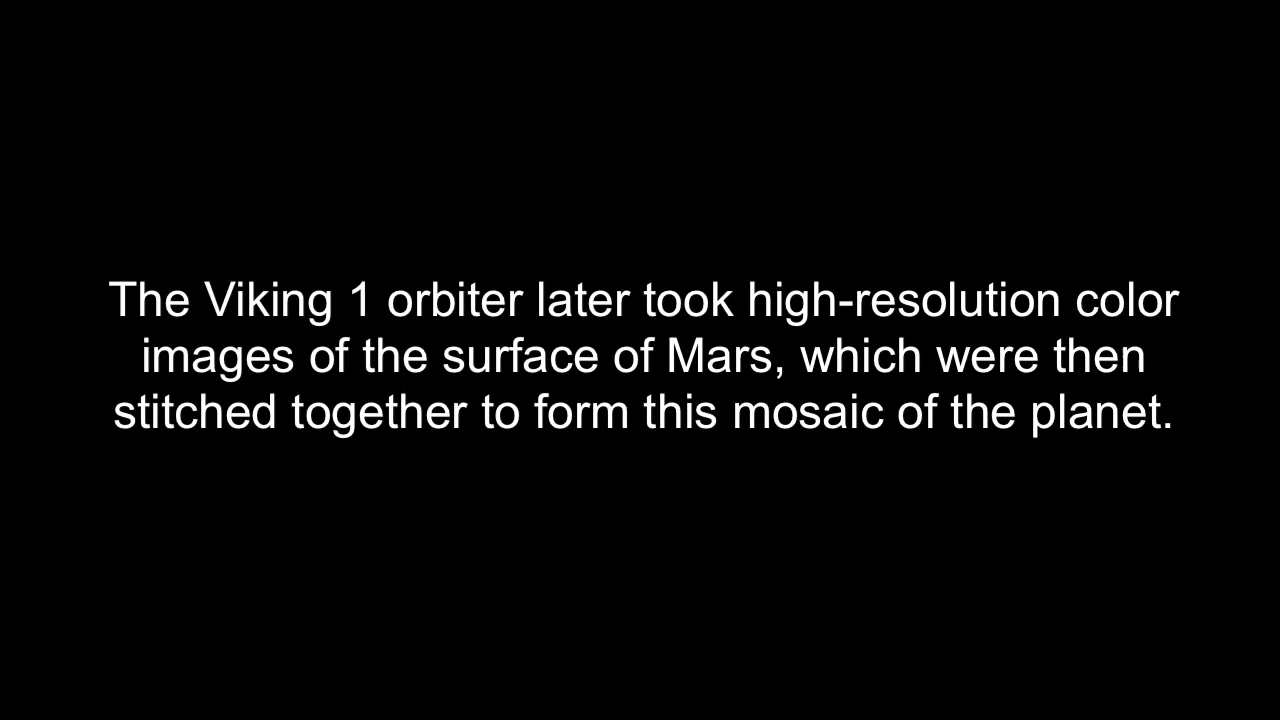 The Viking 1 orbiter later took high-resolution color
images of the surface of Mars, which were then
stitched together to form this mosaic of the planet.